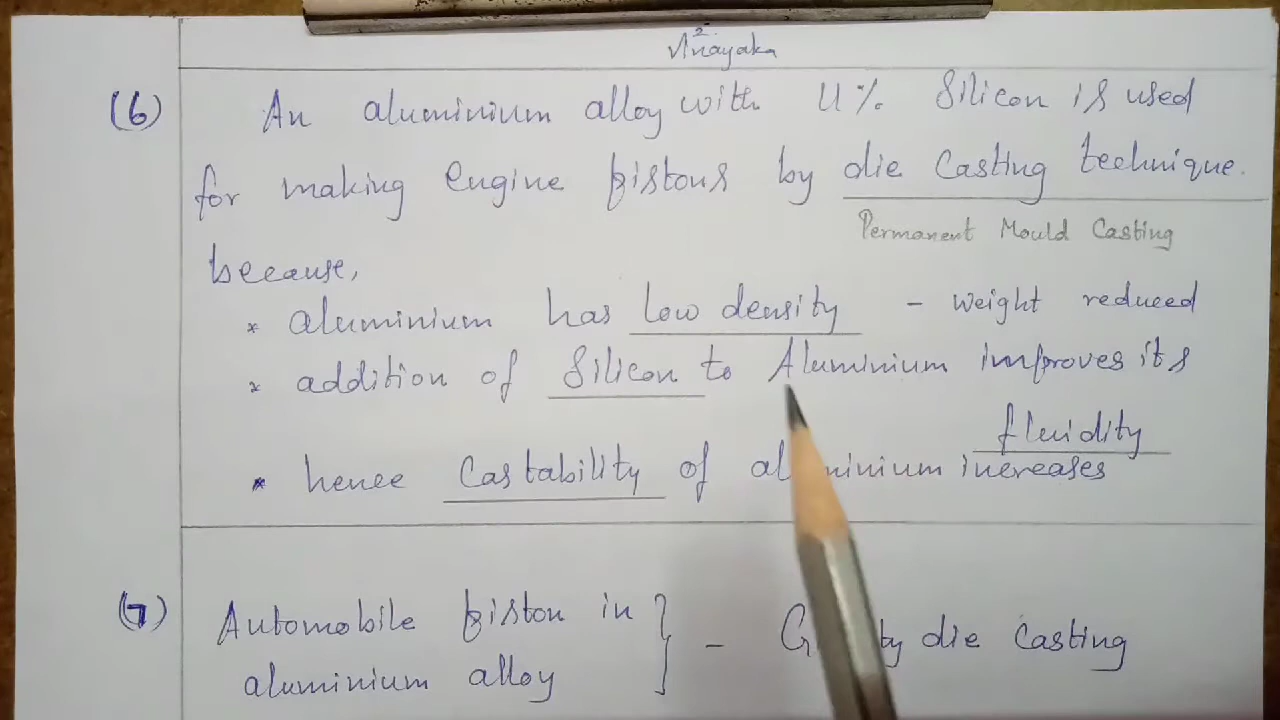 2
Vinayaka
(6) An aluminium alloy with 11% Silicon is used
for making engine pistons by die casting technique.
Permanent Mould Casting
because,
* aluminium has low density - weight reduced
* addition of Silicon to Aluminium improves its
fluidity
* hence Castability of aluminium increases
(7) Automobile piston in
aluminium alloy } - die casting